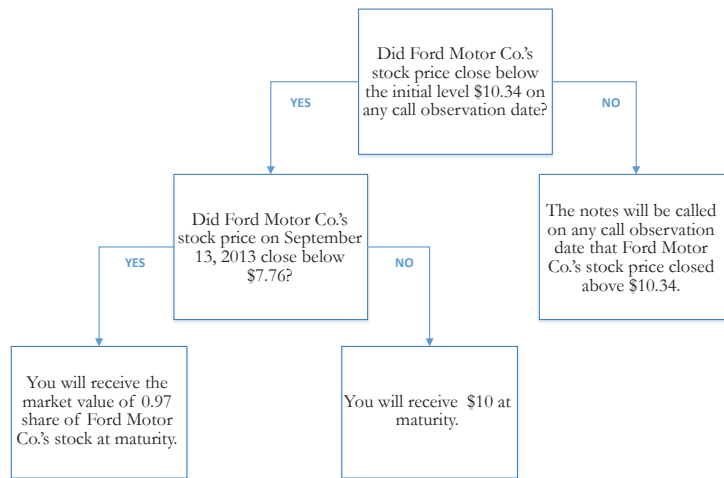 Did Ford Motor Co.'s
stock price close below
the initial level $10.34 on
any call observation date?
YES
NO
Did Ford Motor Co.'s
stock price on September
13, 2013 close below
$7.76?
The notes will be called
on any call observation
date that Ford Motor
Co.'s stock price closed
above $10.34.
YES
NO
You will receive the
market value of 0.97
share of Ford Motor
Co.'s stock at maturity.
You will receive $10 at
maturity.